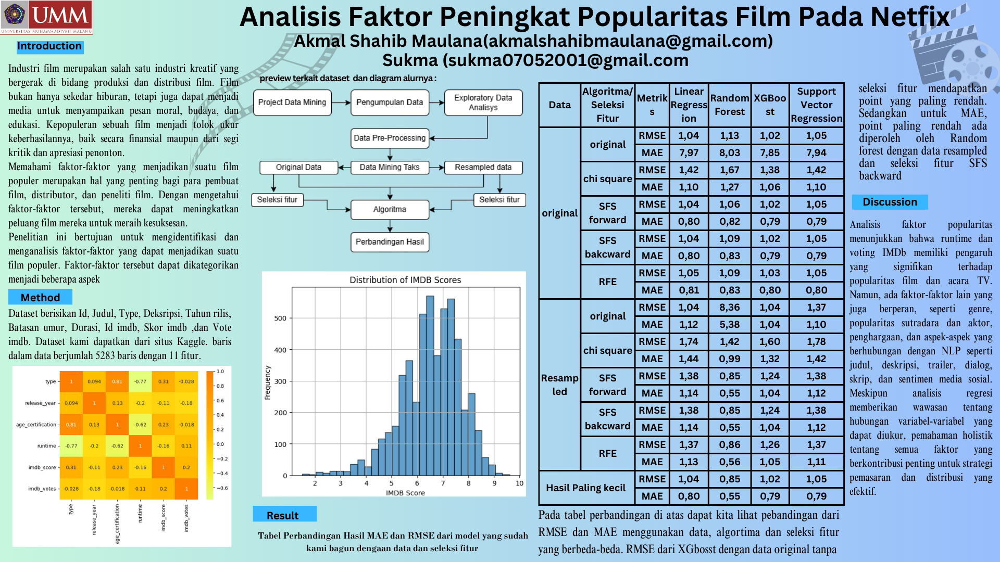 UMM
UNIVERSITAS MUHAMMADIYAH MALANG
Analisis Faktor Peningkat Popularitas Film Pada Netfix
Akmal Shahib Maulana(akmalshahibmaulana@gmail.com)
Sukma (sukma07052001@gmail.com
Introduction
Industri film merupakan salah satu industri kreatif yang
bergerak di bidang produksi dan distribusi film. Film
bukan hanya sekedar hiburan, tetapi juga dapat menjadi
media untuk menyampaikan pesan moral, budaya, dan
edukasi. Kepopuleran sebuah film menjadi tolok ukur
keberhasilannya, baik secara finansial maupun dari segi
kritik dan apresiasi penonton.
Memahami faktor-faktor yang menjadikan suatu film
populer merupakan hal yang penting bagi para pembuat
film, distributor, dan peneliti film. Dengan mengetahui
faktor-faktor tersebut, mereka dapat meningkatkan
peluang film mereka untuk meraih kesuksesan.
Penelitian ini bertujuan untuk mengidentifikasi dan
menganalisis faktor-faktor yang dapat menjadikan suatu
film populer. Faktor-faktor tersebut dapat dikategorikan
menjadi beberapa aspek
Method
Dataset berisikan Id, Judul, Type, Deksripsi, Tahun rilis,
Batasan umur, Durasi, Id imdb, Skor imdb ,dan Vote
imdb. Dataset kami dapatkan dari situs Kaggle. baris
dalam data berjumlah 5283 baris dengan 11 fitur.
type 1 0.094 0.81 -0.77 0.31 -0.028
release_year 0.094 1 0.13 -0.2 -0.11 -0.18
age_certification 0.81 0.13 1 -0.62 0.23 -0.018
runtime -0.77 -0.2 -0.62 1 -0.16 0.11
imdb_score 0.31 -0.11 0.23 -0.16 1 0.2
imdb_votes -0.028 -0.18 -0.018 0.11 0.2 1
type release_year age_certification runtime imdb_score imdb_votes
1.0
0.8
0.6
0.4
0.2
0.0
−0.2
−0.4
−0.6
preview terkait dataset dan diagram alurnya :
Project Data Mining
Pengumpulan Data
Exploratory Data
Analisys
Data Pre-Processing
Original Data
Data Mining Taks
Resampled data
Seleksi fitur
Seleksi fitur
Algoritma
Perbandingan Hasil
Distribution of IMDB Scores
Frequency
500
400
300
200
100
0
2 3 4 5 6 7 8 9 10
IMDB Score
Result
Tabel Perbandingan Hasil MAE dan RMSE dari model yang sudah
kami bagun dengaan data dan seleksi fitur
Data
Algoritma/
Seleksi
Fitur
Metrik
s
Linear
Regress
ion
Random
Forest
XGBoo
st
Support
Vector
Regression
original
original
RMSE 1,04 1,13 1,02 1,05
MAE 7,97 8,03 7,85 7,94
chi square
RMSE 1,42 1,67 1,38 1,42
MAE 1,10 1,27 1,06 1,10
SFS
forward
RMSE 1,04 1,06 1,02 1,05
MAE 0,80 0,82 0,79 0,79
SFS
bakcward
RMSE 1,04 1,09 1,02 1,05
MAE 0,80 0,83 0,79 0,79
RFE
RMSE 1,05 1,09 1,03 1,05
MAE 0,81 0,83 0,80 0,80
Resamp
led
original
RMSE 1,04 8,36 1,04 1,37
MAE 1,12 5,38 1,04 1,10
chi square
RMSE 1,74 1,42 1,60 1,78
MAE 1,44 0,99 1,32 1,42
SFS
forward
RMSE 1,38 0,85 1,24 1,38
MAE 1,14 0,55 1,04 1,12
SFS
bakcward
RMSE 1,38 0,85 1,24 1,38
MAE 1,14 0,55 1,04 1,12
RFE
RMSE 1,37 0,86 1,26 1,37
MAE 1,13 0,56 1,05 1,11
Hasil Paling kecil
RMSE 1,04 0,85 1,02 1,05
MAE 0,80 0,55 0,79 0,79
Pada tabel perbandingan di atas dapat kita lihat pebandingan dari
RMSE dan MAE menggunakan data, algortima dan seleksi fitur
yang berbeda-beda. RMSE dari XGbosst dengan data original tanpa
seleksi fitur mendapatkan
point yang paling rendah.
Sedangkan untuk MAE,
point paling rendah ada
diperoleh oleh Random
forest dengan data resampled
dan seleksi fitur SFS
backward
Discussion
Analisis faktor popularitas
menunjukkan bahwa runtime dan
voting IMDb memiliki pengaruh
yang signifikan terhadap
popularitas film dan acara TV.
Namun, ada faktor-faktor lain yang
juga berperan, seperti genre,
popularitas sutradara dan aktor,
penghargaan, dan aspek-aspek yang
berhubungan dengan NLP seperti
judul, deskripsi, trailer, dialog,
skrip, dan sentimen media sosial.
Meskipun analisis regresi
memberikan wawasan tentang
hubungan variabel-variabel yang
dapat diukur, pemahaman holistik
tentang semua faktor yang
berkontribusi penting untuk strategi
pemasaran dan distribusi yang
efektif.